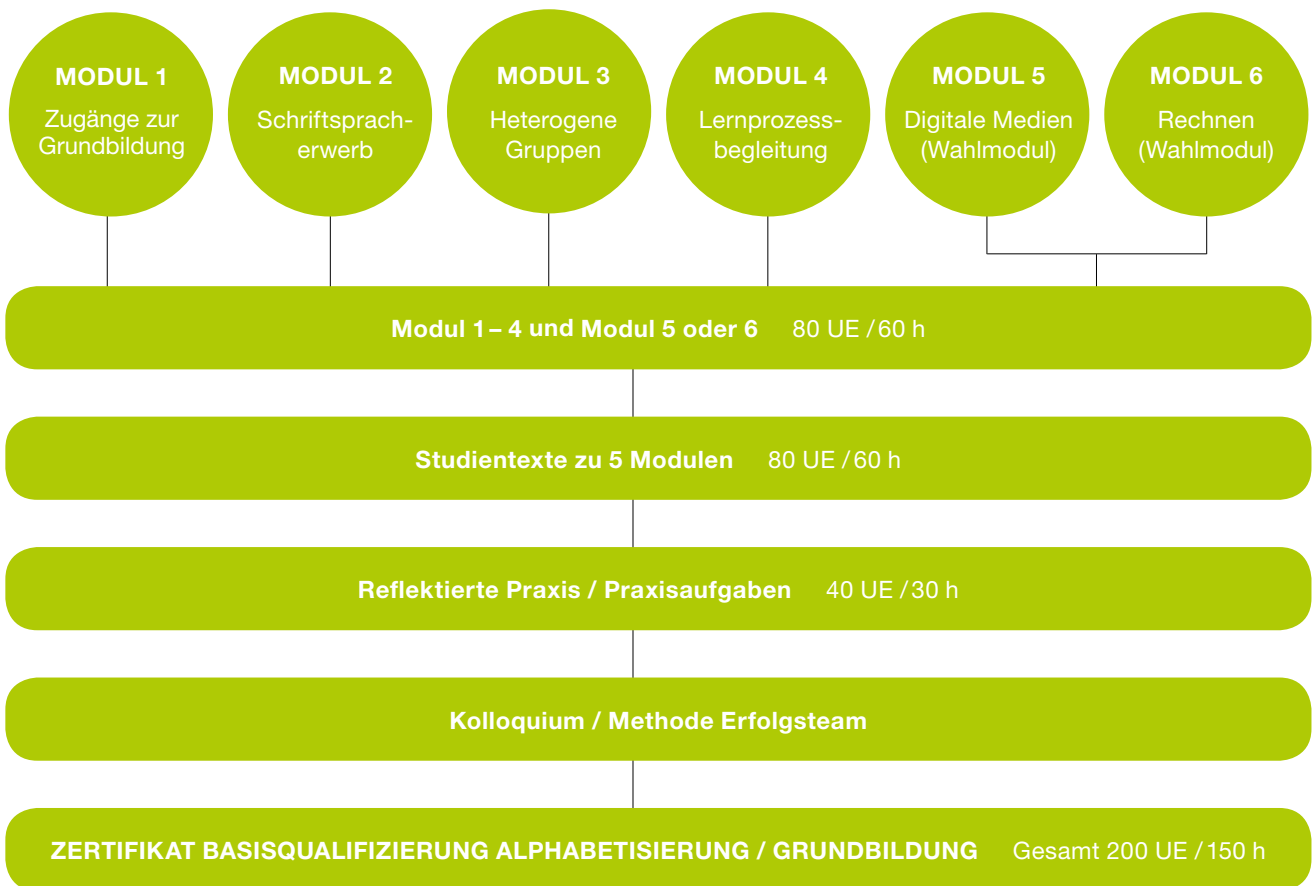 MODUL 1
Zugänge zur
Grundbildung
MODUL 2
Schriftsprach-
erwerb
MODUL 3
Heterogene
Gruppen
MODUL 4
Lernprozess-
begleitung
MODUL 5
Digitale Medien
(Wahlmodul)
MODUL 6
Rechnen
(Wahlmodul)
Modul 1 – 4 und Modul 5 oder 6 80 UE / 60 h
Studientexte zu 5 Modulen 80 UE / 60 h
Reflektierte Praxis / Praxisaufgaben 40 UE / 30 h
Kolloquium / Methode Erfolgsteam
ZERTIFIKAT BASISQUALIFIZIERUNG ALPHABETISIERUNG / GRUNDBILDUNG Gesamt 200 UE / 150 h